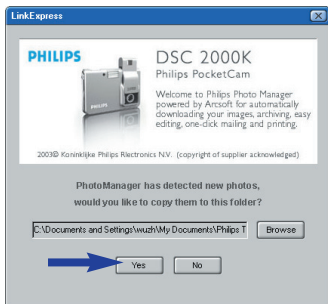 LinkExpress
PHILIPS
DSC 2000K
Philips PocketCam
Welcome to Philips Photo Manager
powered by Arcsoft for automatically
downloading your images, archiving, easy
editing, one-click mailing and printing.
PHILIPS
2003© Koninklijke Philips Rlectronics N.V. (copyright of supplier acknowledged)
PhotoManager has detected new photos,
would you like to copy them to this folder?
C:\Documents and Settings\wuzh\My Documents\Philips T
Browse
Yes
No